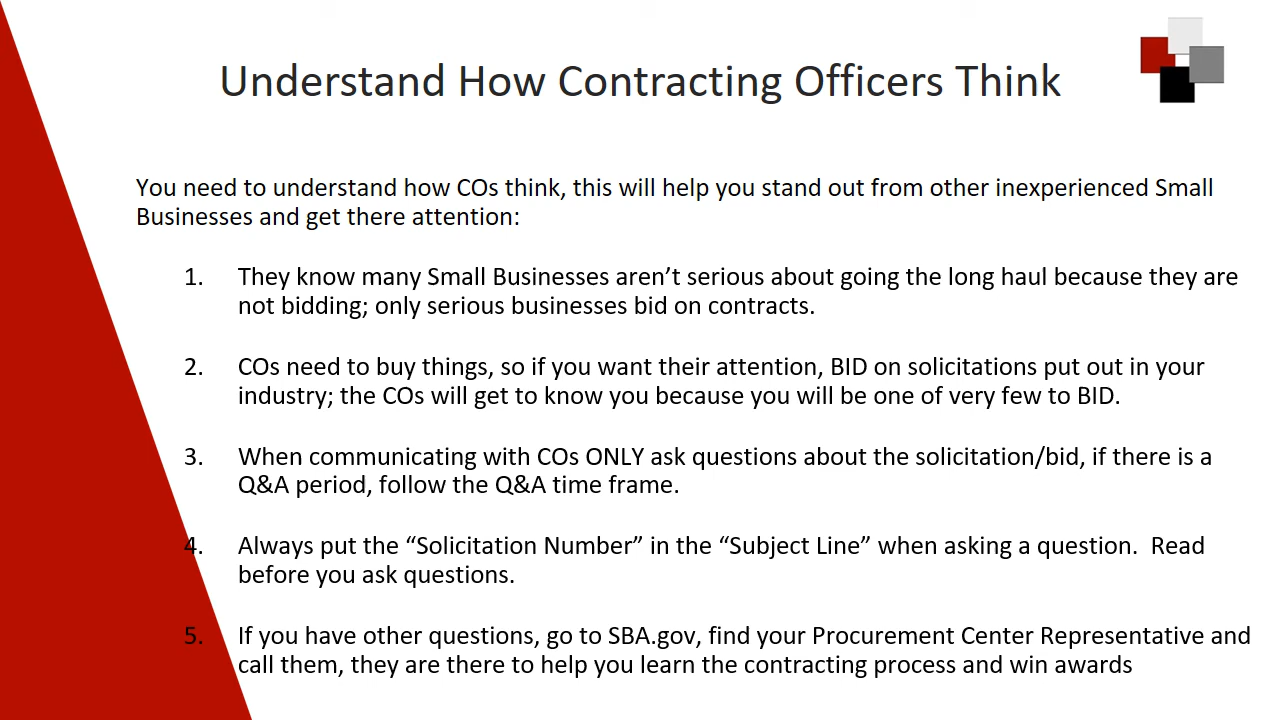 Understand How Contracting Officers Think
You need to understand how COs think, this will help you stand out from other inexperienced Small
Businesses and get there attention:
1. They know many Small Businesses aren’t serious about going the long haul because they are
not bidding; only serious businesses bid on contracts.
2. COs need to buy things, so if you want their attention, BID on solicitations put out in your
industry; the COs will get to know you because you will be one of very few to BID.
3. When communicating with COs ONLY ask questions about the solicitation/bid, if there is a
Q&A period, follow the Q&A time frame.
4. Always put the “Solicitation Number” in the “Subject Line” when asking a question.  Read
before you ask questions.
5. If you have other questions, go to SBA.gov, find your Procurement Center Representative and
call them, they are there to help you learn the contracting process and win awards